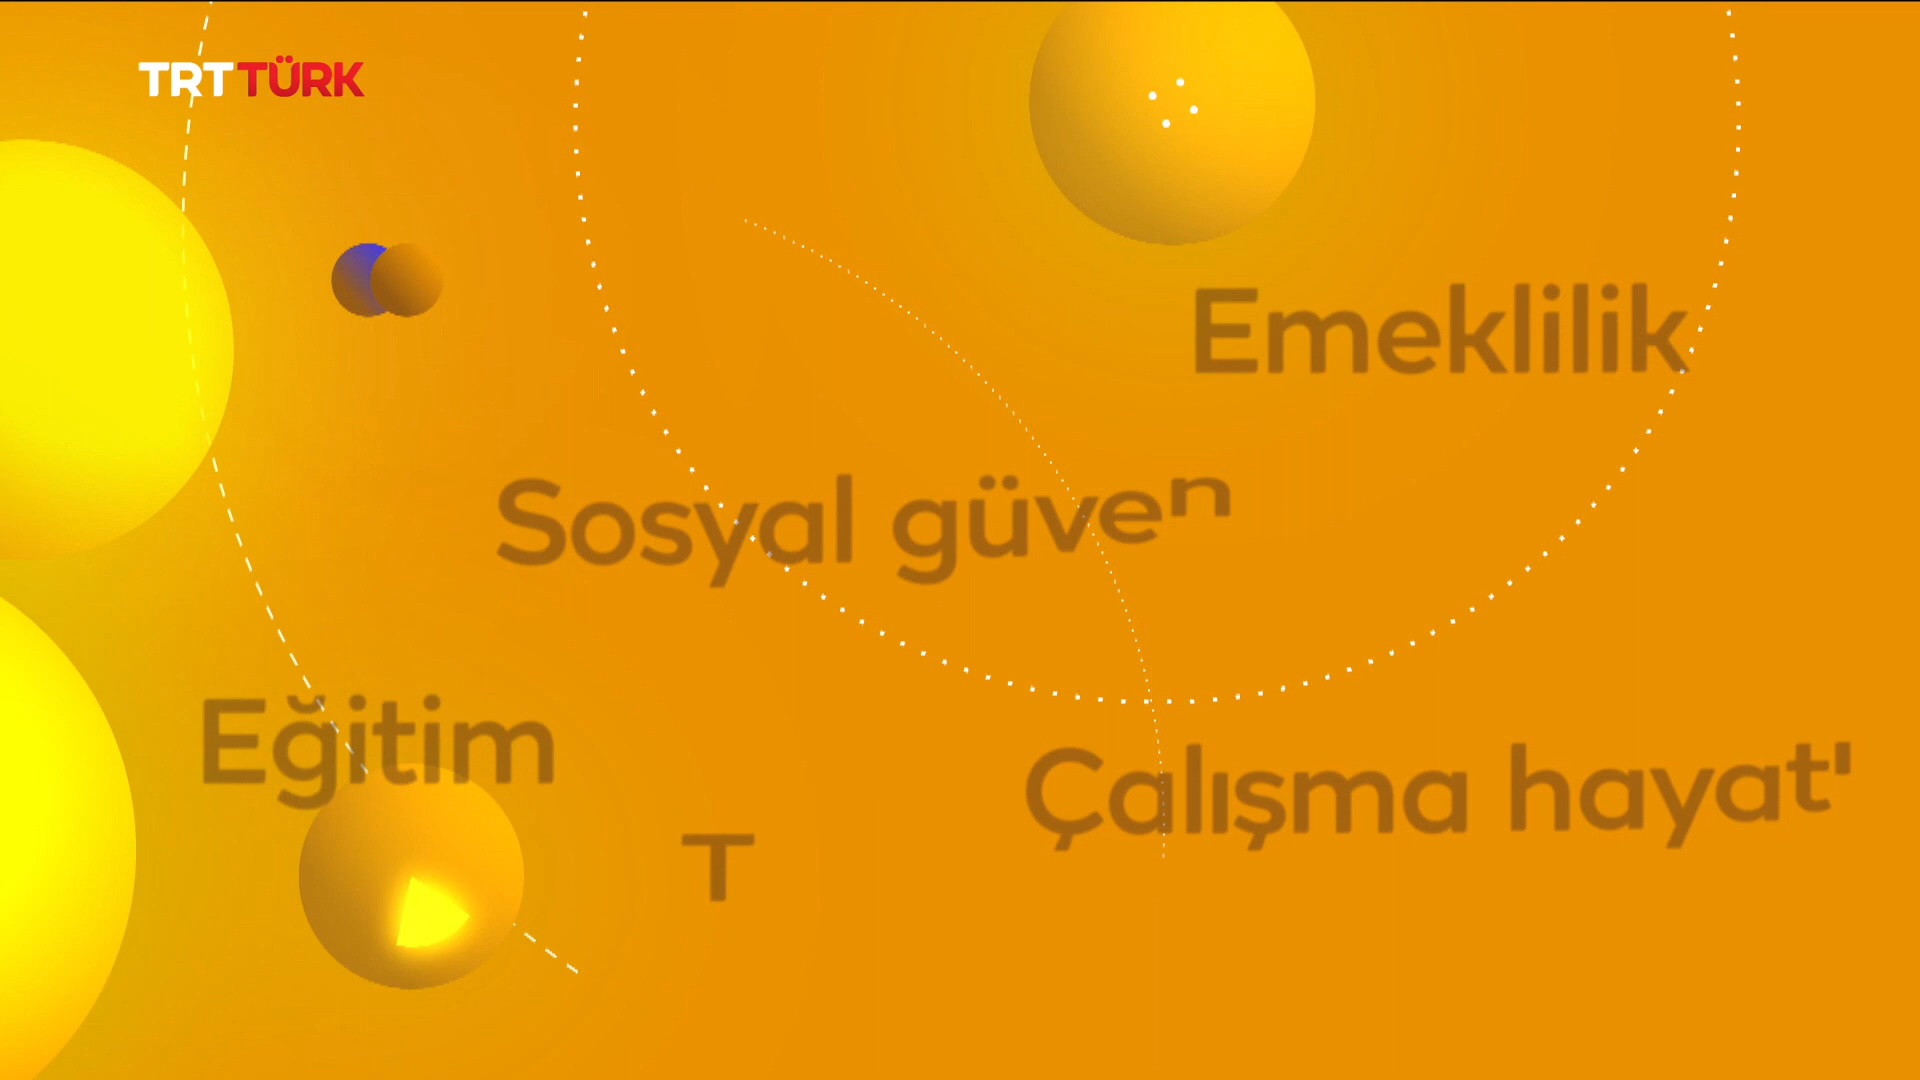 TRT TÜRK
Emeklilik
Sosyal güven
Eğitim
Çalışma hayat'
T